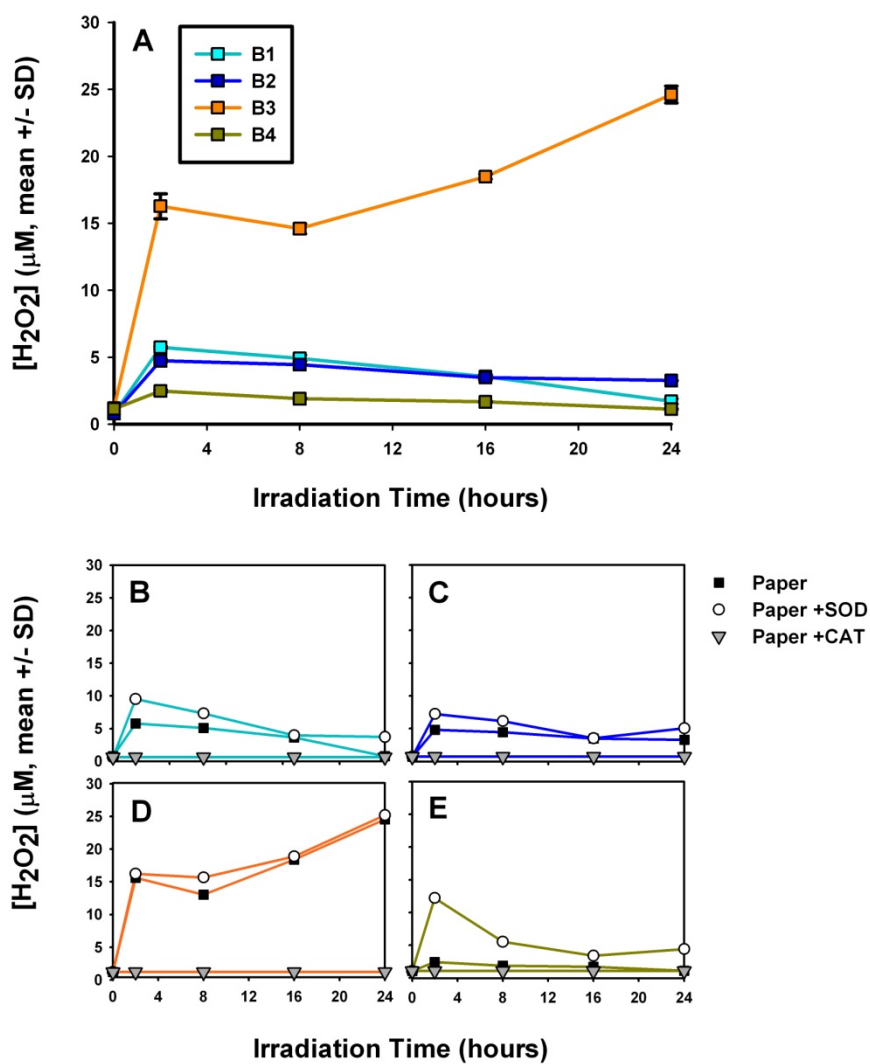 A
B1
B2
B3
B4
[H₂O₂] (μM, mean +/- SD)
30
25
20
15
10
5
0
0 4 8 12 16 20 24
Irradiation Time (hours)
B
C
Paper
Paper +SOD
Paper +CAT
30
25
20
15
10
5
0
D
E
[H₂O₂] (μM, mean +/- SD)
30
25
20
15
10
5
0
0 4 8 12 16 20 24
0 4 8 12 16 20 24
Irradiation Time (hours)